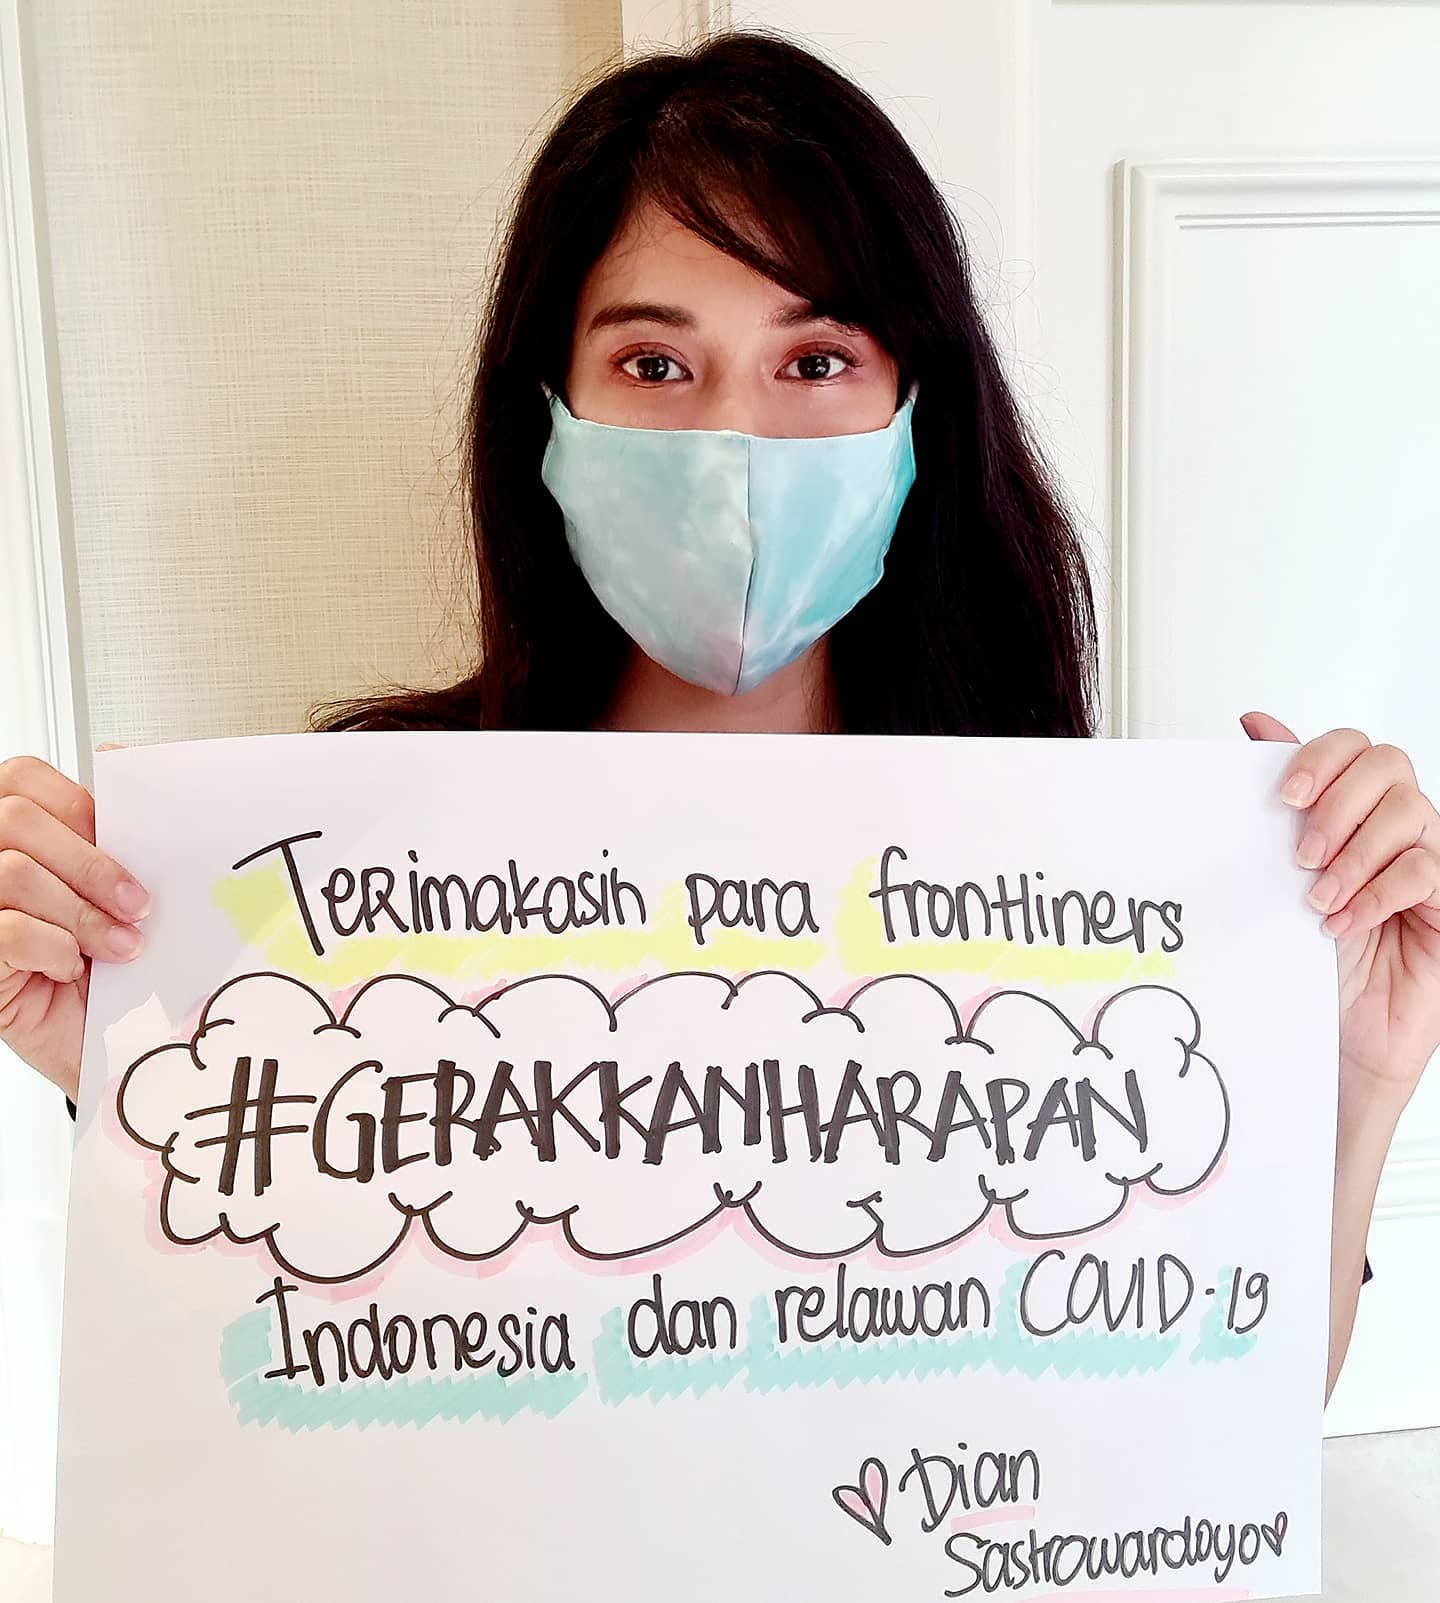 Terimakasih para frontliners
#GERAKKANHARAPAN
Indonesia dan relawan COVID-19
Dian
Sastrowardoyo